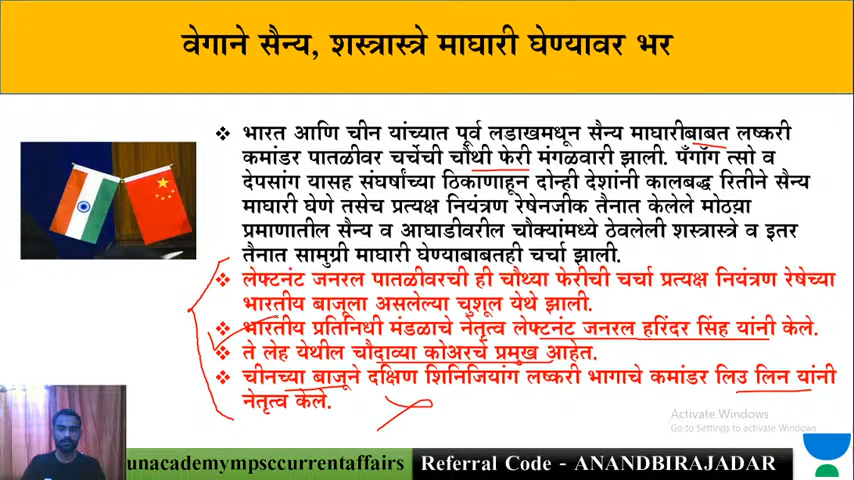 वेगाने सैन्य, शस्त्रास्त्रे माघारी घेण्यावर भर
❖ भारत आणि चीन यांच्यात पूर्व लडाखमधून सैन्य माघारीबाबत लष्करी
कमांडर पातळीवर चर्चेची चौथी फेरी मंगळवारी झाली. पँगॉग त्सो व
देपसांग यासह संघर्षाच्या ठिकाणाहून दोन्ही देशांनी कालबद्ध रितीने सैन्य
माघारी घेणे तसेच प्रत्यक्ष नियंत्रण रेषेनजीक तैनात केलेले मोठ्या
प्रमाणातील सैन्य व आघाडीवरील चौक्यांमध्ये ठेवलेली शस्त्रास्त्रे व इतर
तैनात सामुग्री माघारी घेण्याबाबतही चर्चा झाली.
❖ लेफ्टनंट जनरल पातळीवरची ही चौथ्या फेरीची चर्चा प्रत्यक्ष नियंत्रण रेषेच्या
भारतीय बाजूला असलेल्या चुशूल येथे झाली.
❖ भारतीय प्रतिनिधी मंडळाचे नेतृत्व लेफ्टनंट जनरल हरिंदर सिंह यांनी केले.
❖ ते लेह येथील चौदाव्या कोअरचे प्रमुख आहेत.
❖ चीनच्या बाजूने दक्षिण शिनिजियांग लष्करी भागाचे कमांडर लिउ लिन यांनी
नेतृत्व केले.
Activate Windows
Go to Settings to activate Windows
unacademympsccurrentaffairs
Referral Code - ANANDBIRAJADAR